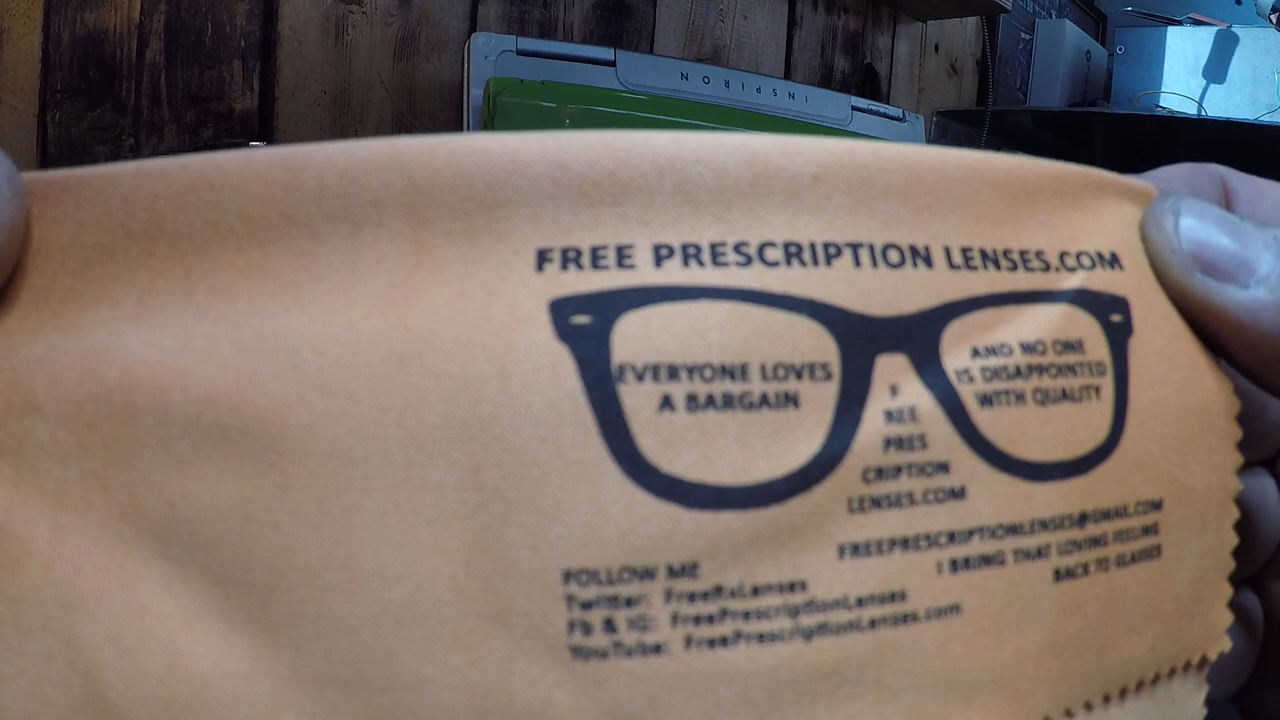 INSPIRON
FREE PRESCRIPTION LENSES.COM
EVERYONE LOVES
A BARGAIN
AND NO ONE
IS DISAPPOINTED
WITH QUALITY
F
REE
PRES
CRIPTION
LENSES.COM
FREEPRESCRIPTIONLENSES@GMAIL.COM
I BRING THAT LOVING FEELING
BACK TO GLASSES
FOLLOW ME
Twitter: FreeRxLenses
Fb & IG: FreePrescriptionLenses
YouTube: FreePrescriptionLenses.com